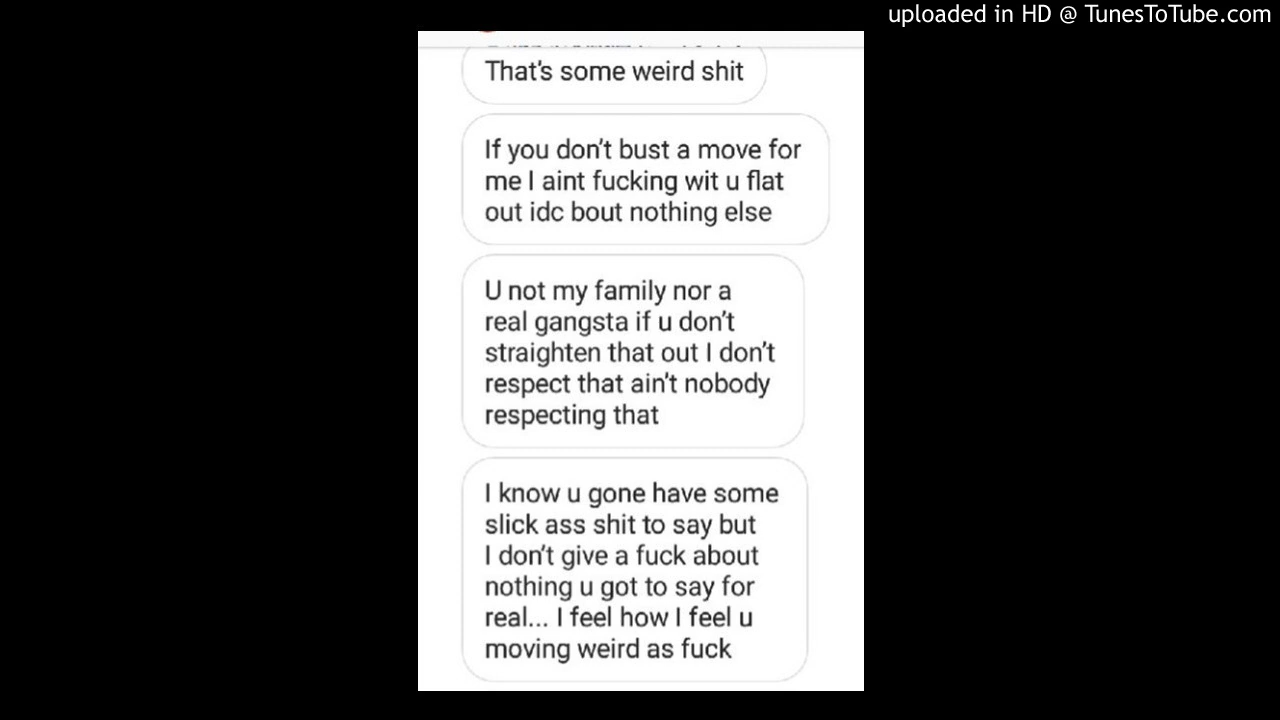 uploaded in HD @ TunesToTube.com
That's some weird shit
If you don't bust a move for
me I aint fucking wit u flat
out idc bout nothing else
U not my family nor a
real gangsta if u don't
straighten that out I don't
respect that ain't nobody
respecting that
I know u gone have some
slick ass shit to say but
I don't give a fuck about
nothing u got to say for
real... I feel how I feel u
moving weird as fuck